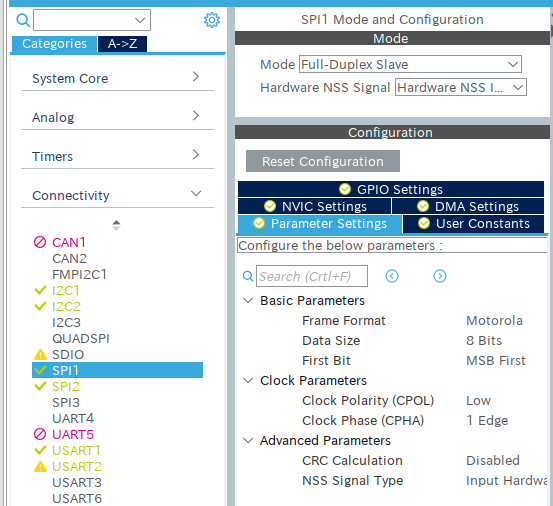 Categories A->Z
System Core
Analog
Timers
Connectivity
CAN1
CAN2
FMPI2C1
I2C1
I2C2
I2C3
QUADSPI
SDIO
SPI1
SPI2
SPI3
UART4
UART5
USART1
USART2
USART3
USART6
SPI1 Mode and Configuration
Mode
Mode Full-Duplex Slave
Hardware NSS Signal Hardware NSS I...
Configuration
Reset Configuration
GPIO Settings
NVIC Settings DMA Settings
Parameter Settings User Constants
Configure the below parameters :
Search (Crtl+F)
Basic Parameters
Frame Format Motorola
Data Size 8 Bits
First Bit MSB First
Clock Parameters
Clock Polarity (CPOL) Low
Clock Phase (CPHA) 1 Edge
Advanced Parameters
CRC Calculation Disabled
NSS Signal Type Input Hardwa